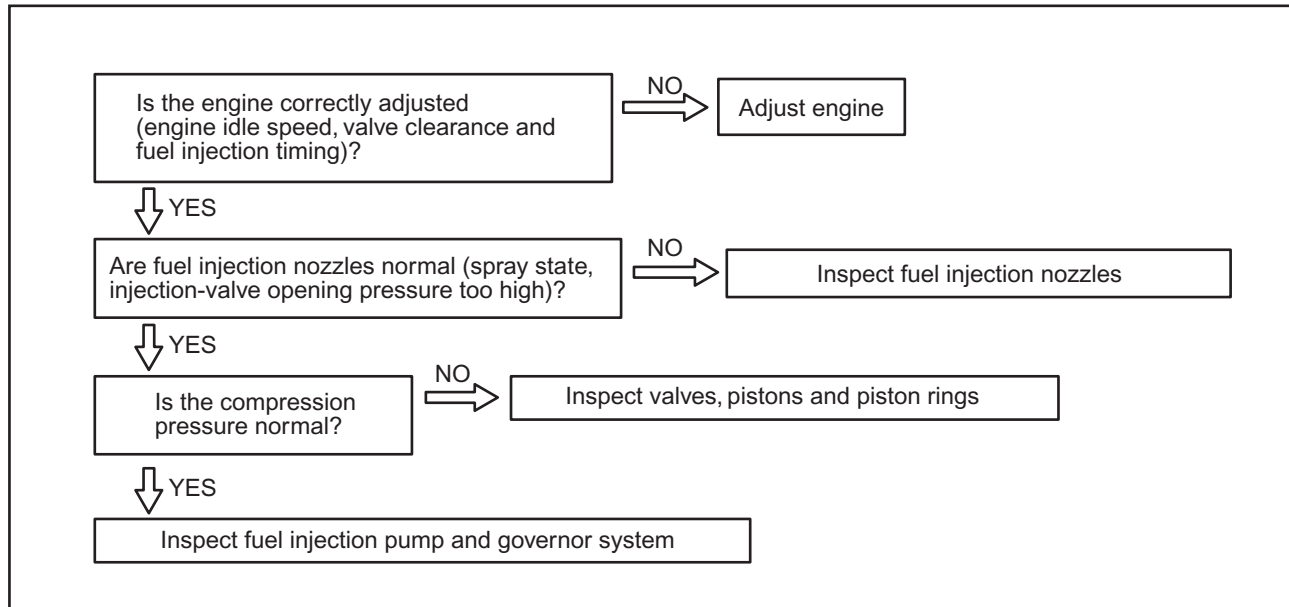 Is the engine correctly adjusted
(engine idle speed, valve clearance and
fuel injection timing)?
NO
Adjust engine
YES
Are fuel injection nozzles normal (spray state,
injection-valve opening pressure too high)?
NO
Inspect fuel injection nozzles
YES
Is the compression
pressure normal?
NO
Inspect valves, pistons and piston rings
YES
Inspect fuel injection pump and governor system